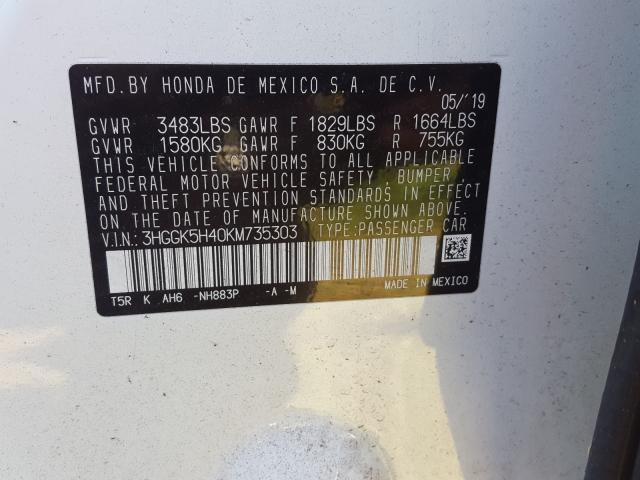 MFD.BY HONDA DE MEXICO S.A. DE C.V.
05/'19
GVWR 3483LBS GAWR F 1829LBS R 1664LBS
GVWR 1580KG GAWR F 830KG R 755KG
THIS VEHICLE CONFORMS TO ALL APPLICABLE
FEDERAL MOTOR VEHICLE SAFETY, BUMPER,
AND THEFT PREVENTION STANDARDS IN EFFECT
ON THE DATE OF MANUFACTURE SHOWN ABOVE.
V.I.N.: 3HGGK5H40KM735303 TYPE:PASSENGER CAR
T5R K AH6 -NH883P -A -M MADE IN MEXICO